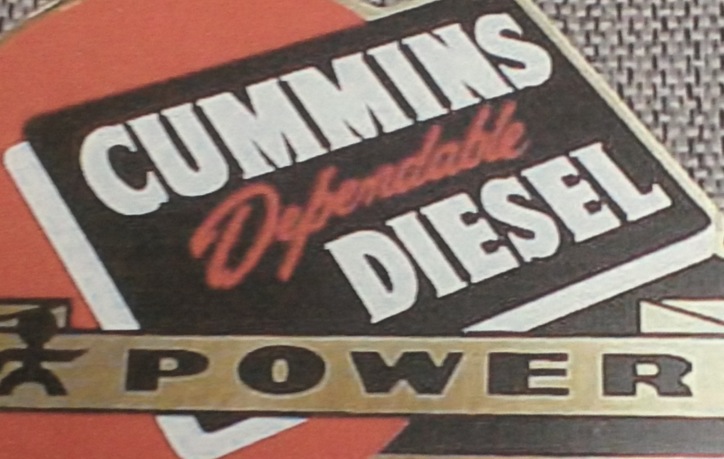 CUMMINS
Dependable
DIESEL
POWER